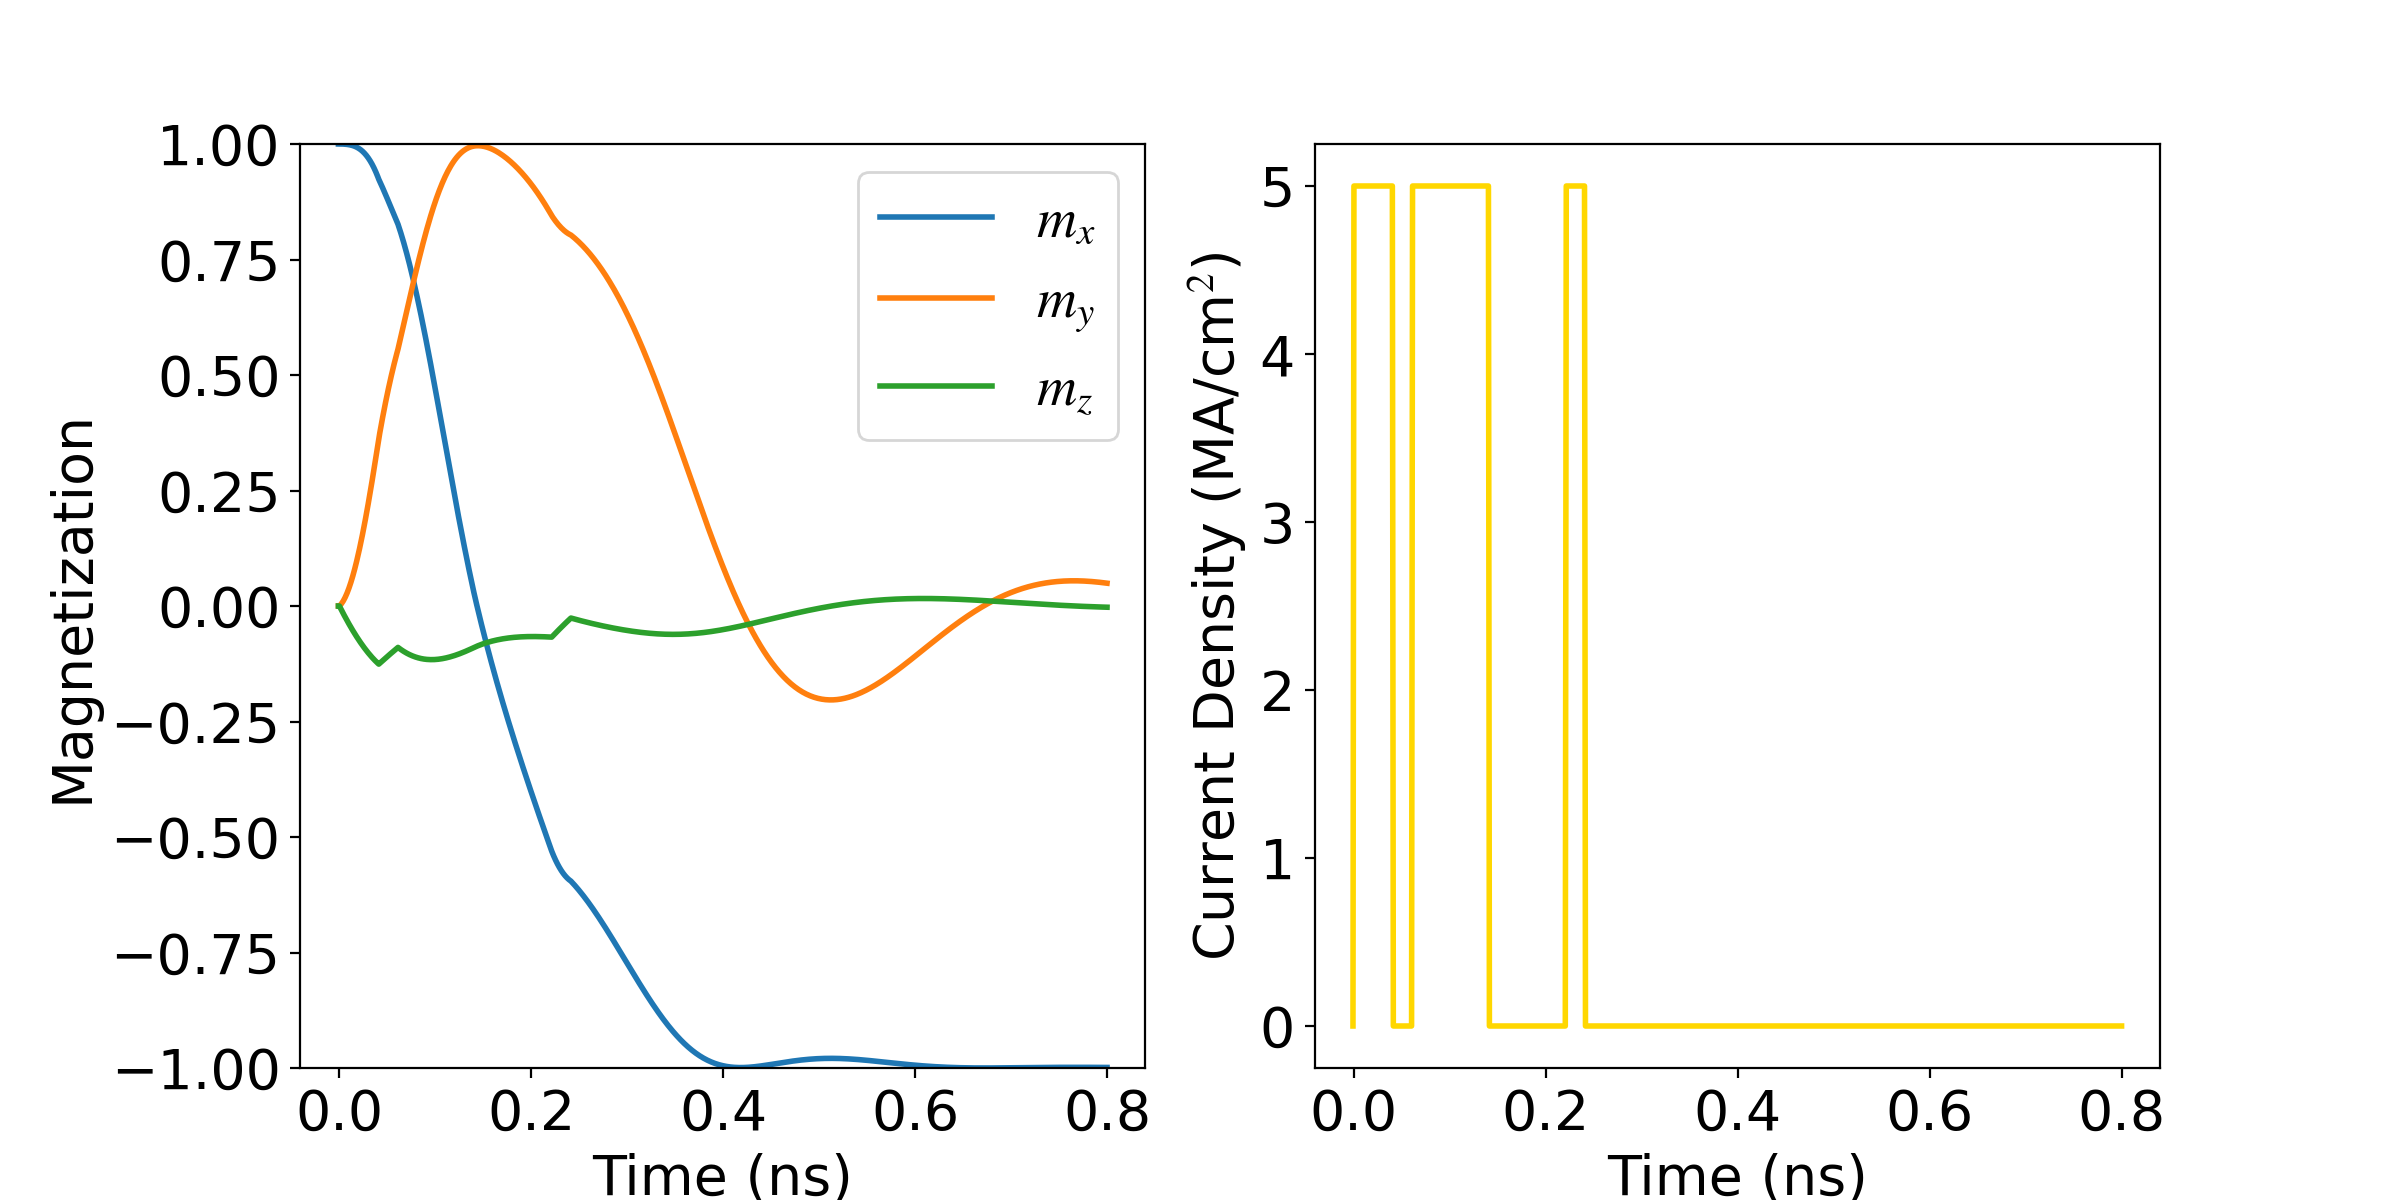 Magnetization
1.00
0.75
0.50
0.25
0.00
−0.25
−0.50
−0.75
−1.00
0.0 0.2 0.4 0.6 0.8
Time (ns)
m_x
m_y
m_z
Current Density (MA/cm²)
5
4
3
2
1
0
0.0 0.2 0.4 0.6 0.8
Time (ns)